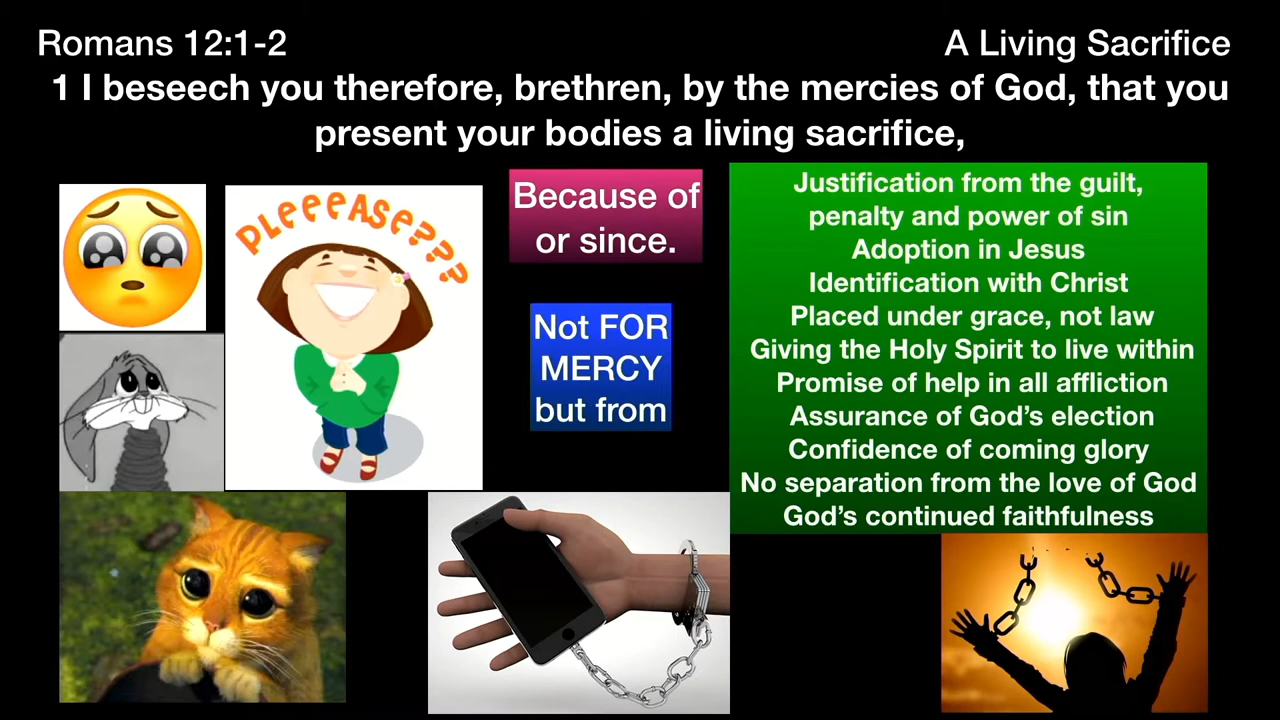 Romans 12:1-2
A Living Sacrifice
1 I beseech you therefore, brethren, by the mercies of God, that you
present your bodies a living sacrifice,
PLEEEASE???
Because of
or since.
Not FOR
MERCY
but from
Justification from the guilt,
penalty and power of sin
Adoption in Jesus
Identification with Christ
Placed under grace, not law
Giving the Holy Spirit to live within
Promise of help in all affliction
Assurance of God’s election
Confidence of coming glory
No separation from the love of God
God’s continued faithfulness